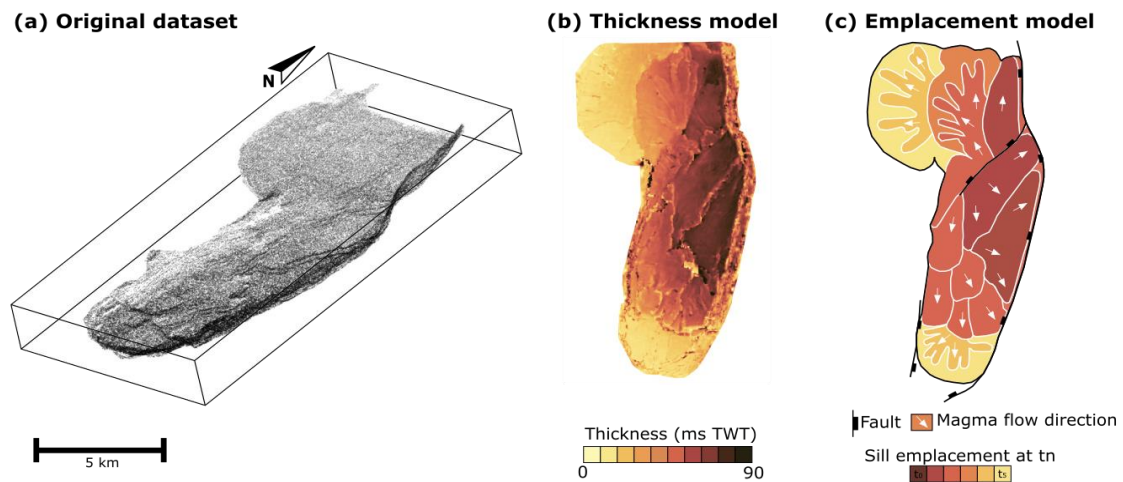 (a) Original dataset
(b) Thickness model
(c) Emplacement model
N
5 km
Thickness (ms TWT)
0 90
Fault Magma flow direction
Sill emplacement at tn
t₀ t₅